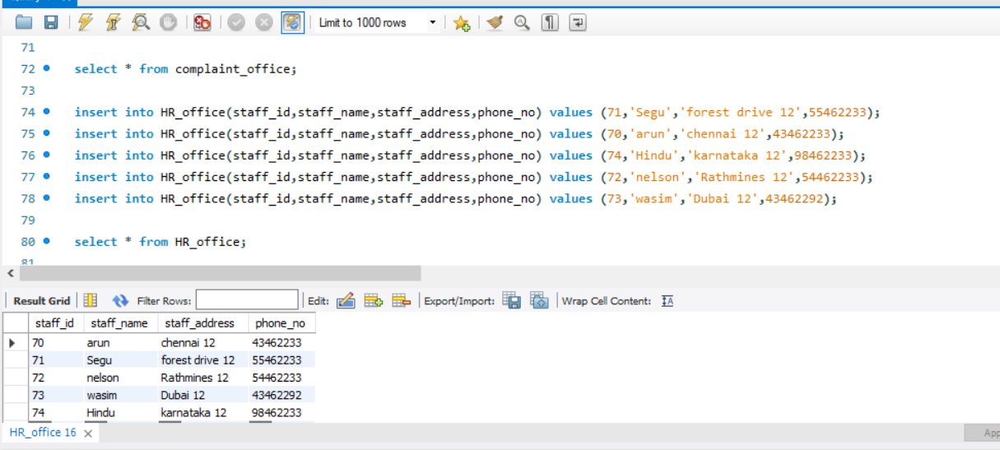 Limit to 1000 rows
71
72 select * from complaint_office;
73
74 insert into HR_office(staff_id,staff_name,staff_address,phone_no) values (71,'Segu','forest drive 12',55462233);
75 insert into HR_office(staff_id,staff_name,staff_address,phone_no) values (70,'arun','chennai 12',43462233);
76 insert into HR_office(staff_id,staff_name,staff_address,phone_no) values (74,'Hindu','karnataka 12',98462233);
77 insert into HR_office(staff_id,staff_name,staff_address,phone_no) values (72,'nelson','Rathmines 12',54462233);
78 insert into HR_office(staff_id,staff_name,staff_address,phone_no) values (73,'wasim','Dubai 12',43462292);
79
80 select * from HR_office;
81
Result Grid Filter Rows: Edit: Export/Import: Wrap Cell Content:
staff_id staff_name staff_address phone_no
70 arun chennai 12 43462233
71 Segu forest drive 12 55462233
72 nelson Rathmines 12 54462233
73 wasim Dubai 12 43462292
74 Hindu karnataka 12 98462233
HR_office 16 App